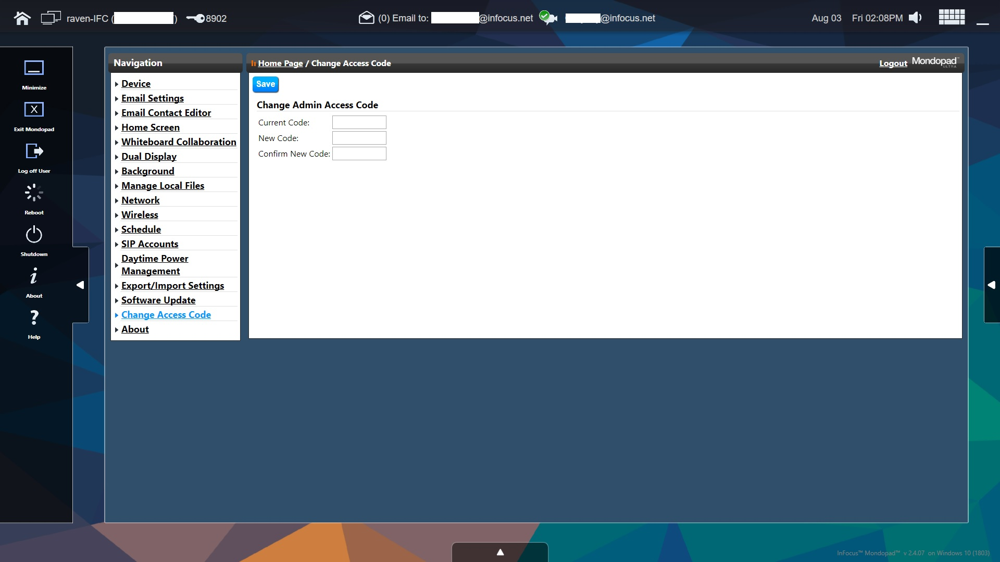 raven-IFC ( ) 8902
(0) Email to: @infocus.net
@infocus.net
Aug 03 Fri 02:08PM
Minimize
X
Exit Mondopad
Log off User
Reboot
Shutdown
i
About
?
Help
Navigation
Device
Email Settings
Email Contact Editor
Home Screen
Whiteboard Collaboration
Dual Display
Background
Manage Local Files
Network
Wireless
Schedule
SIP Accounts
Daytime Power
Management
Export/Import Settings
Software Update
Change Access Code
About
Home Page / Change Access Code
Logout Mondopad™
ULTRA
Save
Change Admin Access Code
Current Code:
New Code:
Confirm New Code:
InFocus™ Mondopad™ v 2.4.07 on Windows 10 (1803)